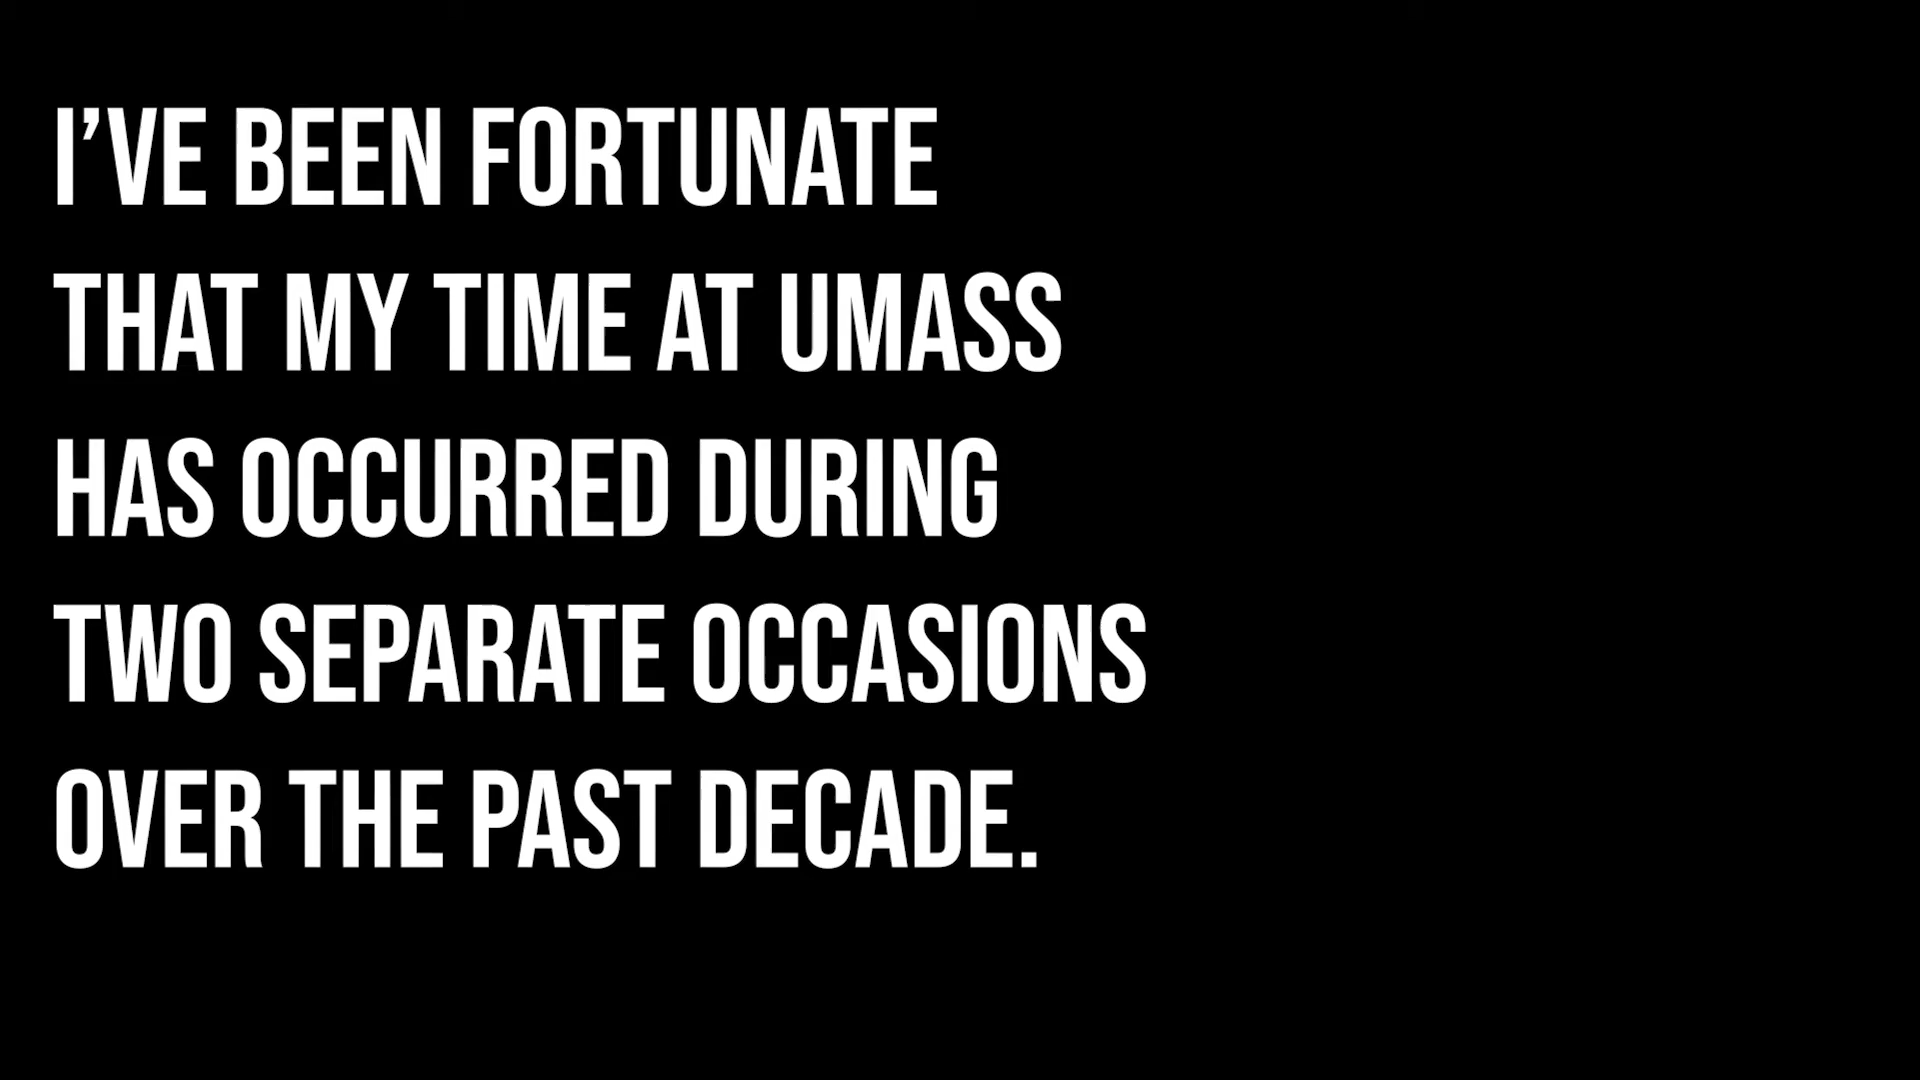 I’VE BEEN FORTUNATE
THAT MY TIME AT UMASS
HAS OCCURRED DURING
TWO SEPARATE OCCASIONS
OVER THE PAST DECADE.